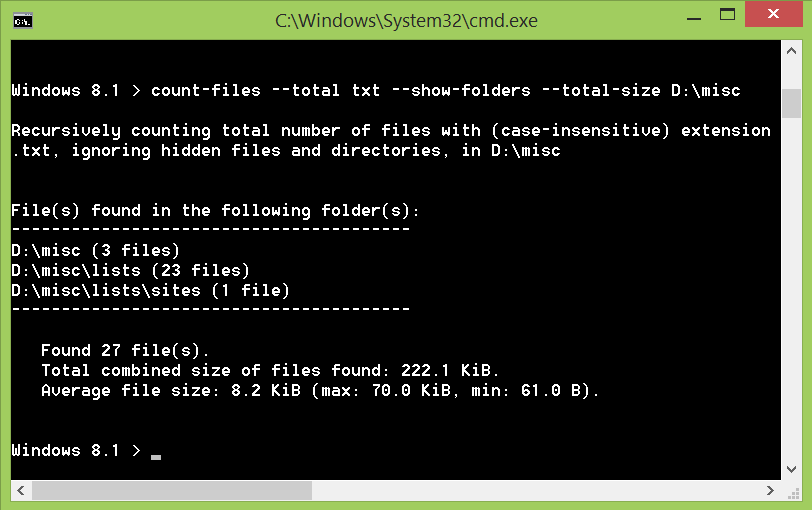 C:\Windows\System32\cmd.exe
Windows 8.1 > count-files --total txt --show-folders --total-size D:\misc
Recursively counting total number of files with (case-insensitive) extension
.txt, ignoring hidden files and directories, in D:\misc
File(s) found in the following folder(s):
----------------------------------------
D:\misc (3 files)
D:\misc\lists (23 files)
D:\misc\lists\sites (1 file)
----------------------------------------
Found 27 file(s).
Total combined size of files found: 222.1 KiB.
Average file size: 8.2 KiB (max: 70.0 KiB, min: 61.0 B).
Windows 8.1 > _